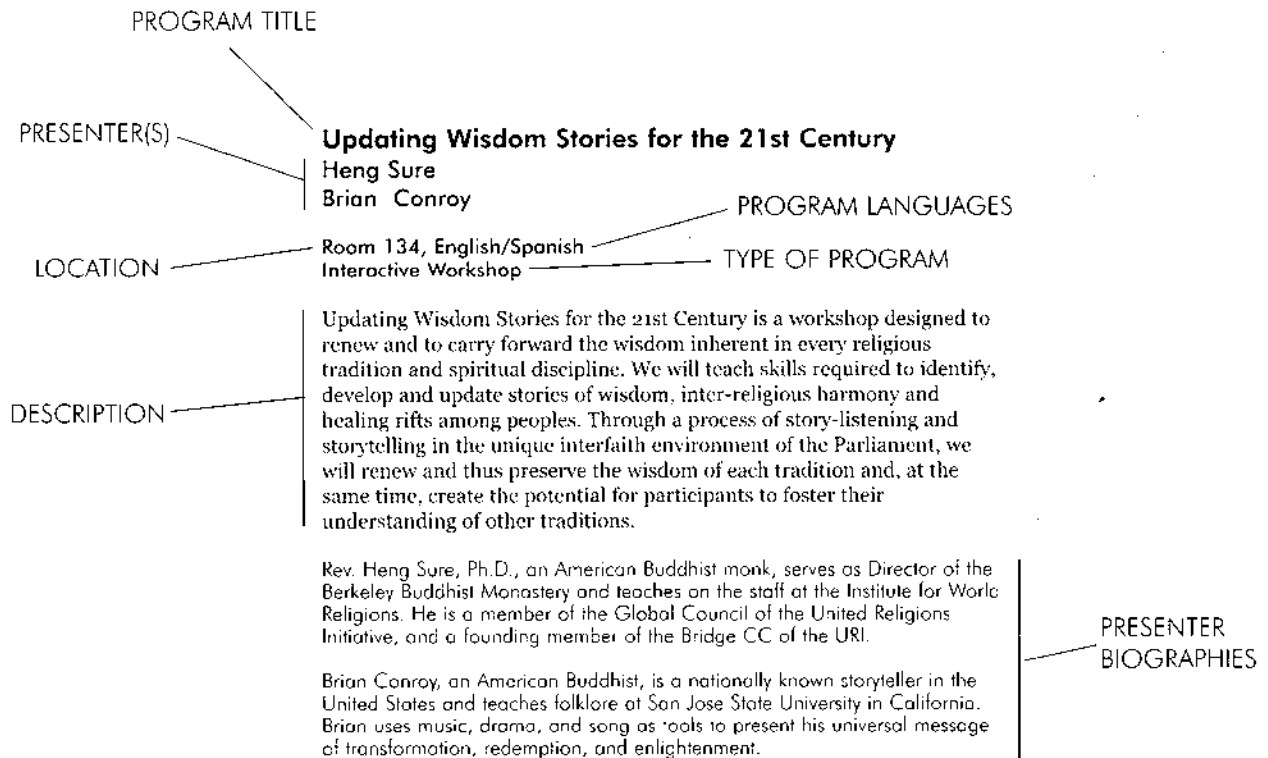 PROGRAM TITLE
PRESENTER(S)
Updating Wisdom Stories for the 21st Century
Heng Sure
Brian Conroy
PROGRAM LANGUAGES
LOCATION
Room 134, English/Spanish
Interactive Workshop
TYPE OF PROGRAM
DESCRIPTION
Updating Wisdom Stories for the 21st Century is a workshop designed to
renew and to carry forward the wisdom inherent in every religious
tradition and spiritual discipline. We will teach skills required to identify,
develop and update stories of wisdom, inter-religious harmony and
healing rifts among peoples. Through a process of story-listening and
storytelling in the unique interfaith environment of the Parliament, we
will renew and thus preserve the wisdom of each tradition and, at the
same time, create the potential for participants to foster their
understanding of other traditions.
Rev. Heng Sure, Ph.D., an American Buddhist monk, serves as Director of the
Berkeley Buddhist Monastery and teaches on the staff at the Institute for World
Religions. He is a member of the Global Council of the United Religions
Initiative, and a founding member of the Bridge CC of the URI.
PRESENTER
BIOGRAPHIES
Brian Conroy, an American Buddhist, is a nationally known storyteller in the
United States and teaches folklore at San Jose State University in California.
Brian uses music, drama, and song as tools to present his universal message
of transformation, redemption, and enlightenment.